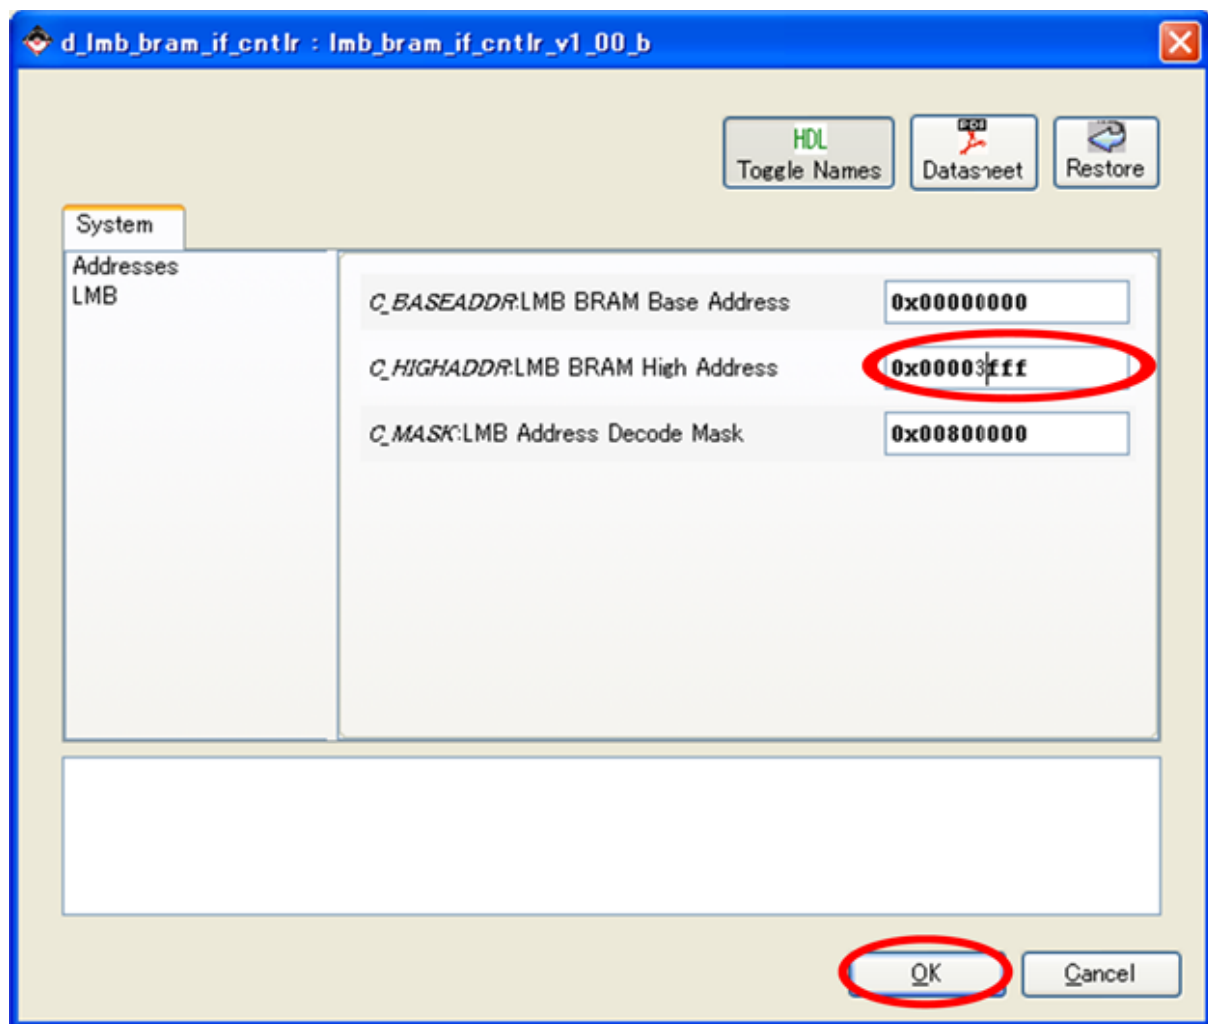 d_lmb_bram_if_cntlr : lmb_bram_if_cntlr_v1_00_b
HDL
Toggle Names
PDF
Datasheet
Restore
System
Addresses
LMB
C_BASEADDR:LMB BRAM Base Address 0x00000000
C_HIGHADDR:LMB BRAM High Address 0x00003fff
C_MASK:LMB Address Decode Mask 0x00800000
OK
Cancel